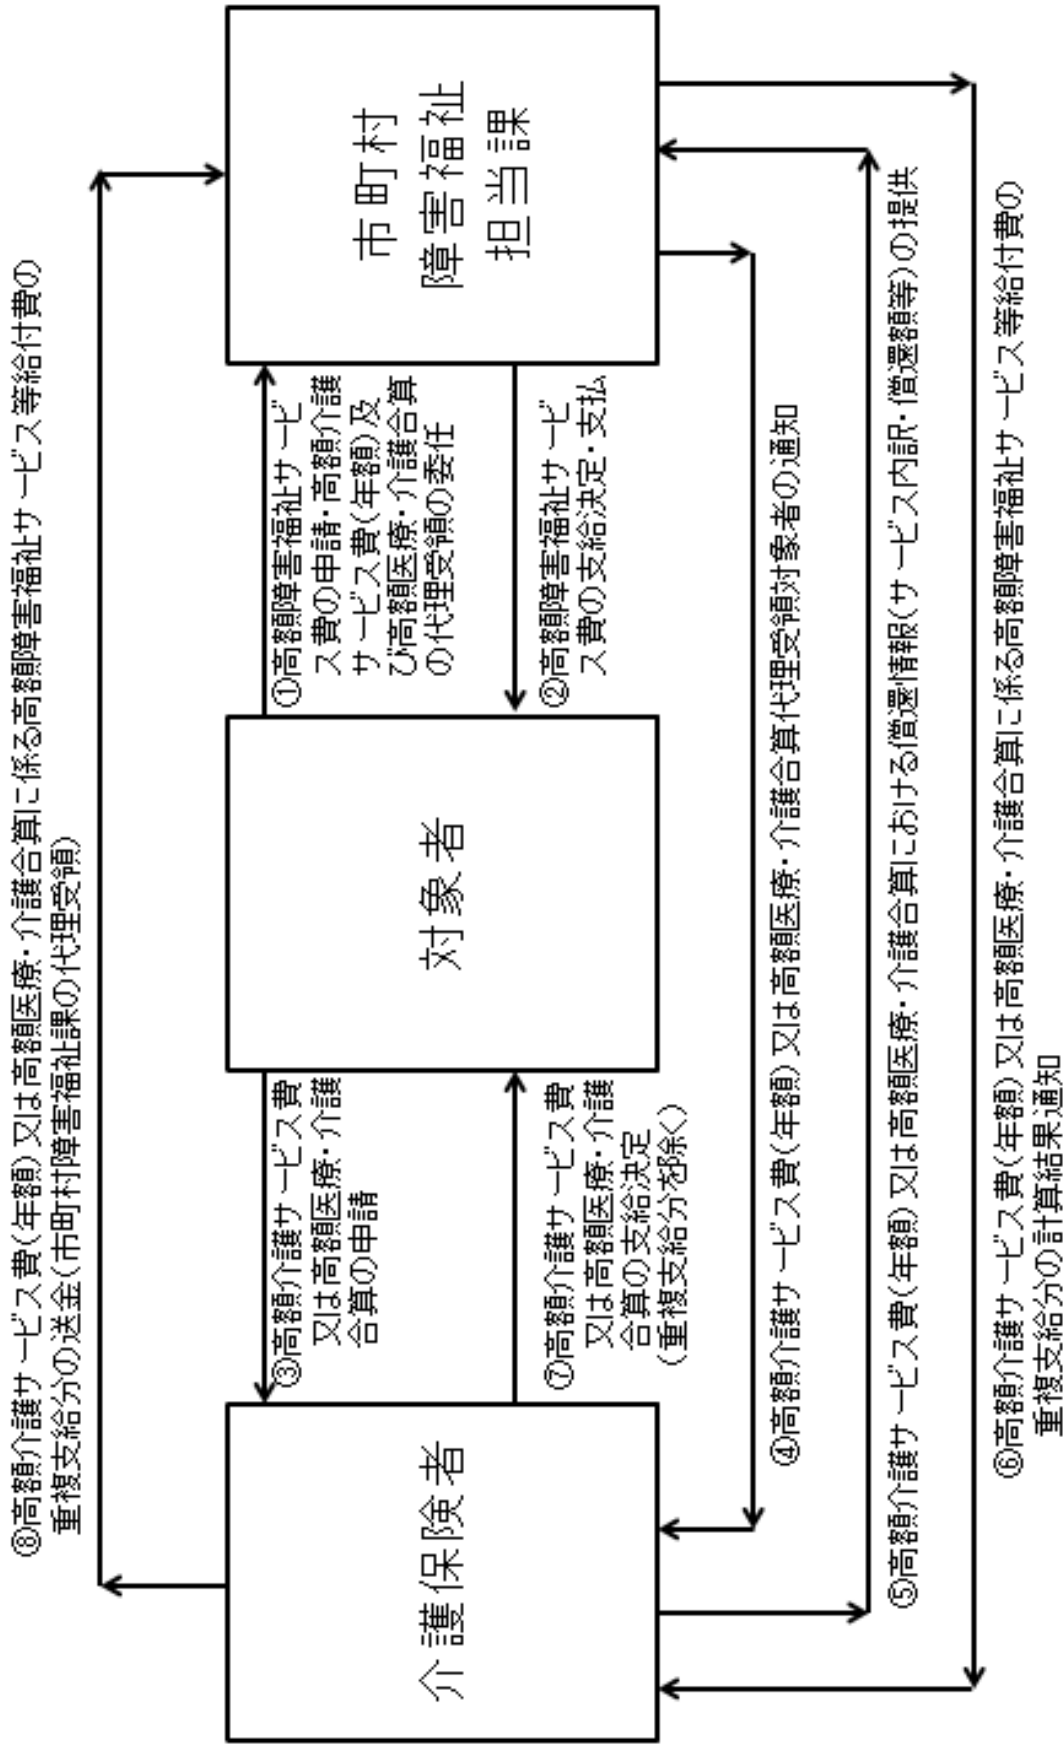 ⑧高額介護サービス費(年額)又は高額医療・介護合算に係る高額障害福祉サービス等給付費の
重複支給分の送金(市町村障害福祉課の代理受領)
介護保険者
③高額介護サービス費
又は高額医療・介護
合算の申請
⑦高額介護サービス費
又は高額医療・介護
合算の支給決定
(重複支給分を除く)
対象者
①高額障害福祉サービ
ス費の申請・高額介護
サービス費(年額)及
び高額医療・介護合算
の代理受領の委任
②高額障害福祉サービ
ス費の支給決定・支払
市町村
障害福祉
担当課
④高額介護サービス費(年額)又は高額医療・介護合算代理受領対象者の通知
⑤高額介護サービス費(年額)又は高額医療・介護合算における償還情報(サービス内訳・償還額等)の提供
⑥高額介護サービス費(年額)又は高額医療・介護合算に係る高額障害福祉サービス等給付費の
重複支給分の計算結果通知